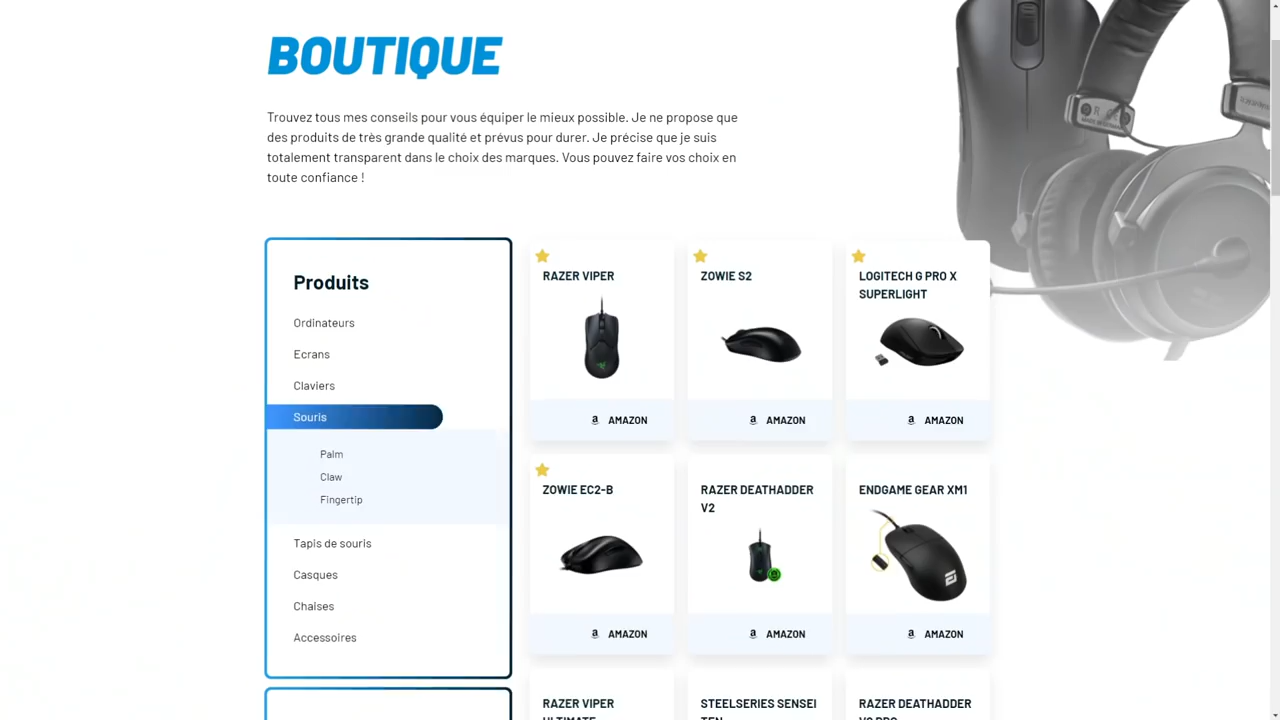 BOUTIQUE
Trouvez tous mes conseils pour vous équiper le mieux possible. Je ne propose que
des produits de très grande qualité et prévus pour durer. Je précise que je suis
totalement transparent dans le choix des marques. Vous pouvez faire vos choix en
toute confiance !
Produits
Ordinateurs
Ecrans
Claviers
Souris
Palm
Claw
Fingertip
Tapis de souris
Casques
Chaises
Accessoires
RAZER VIPER
AMAZON
ZOWIE S2
AMAZON
LOGITECH G PRO X
SUPERLIGHT
AMAZON
ZOWIE EC2-B
AMAZON
RAZER DEATHADDER
V2
AMAZON
ENDGAME GEAR XM1
AMAZON
RAZER VIPER
ULTIMATE
STEELSERIES SENSEI
TEN
RAZER DEATHADDER
V2 PRO